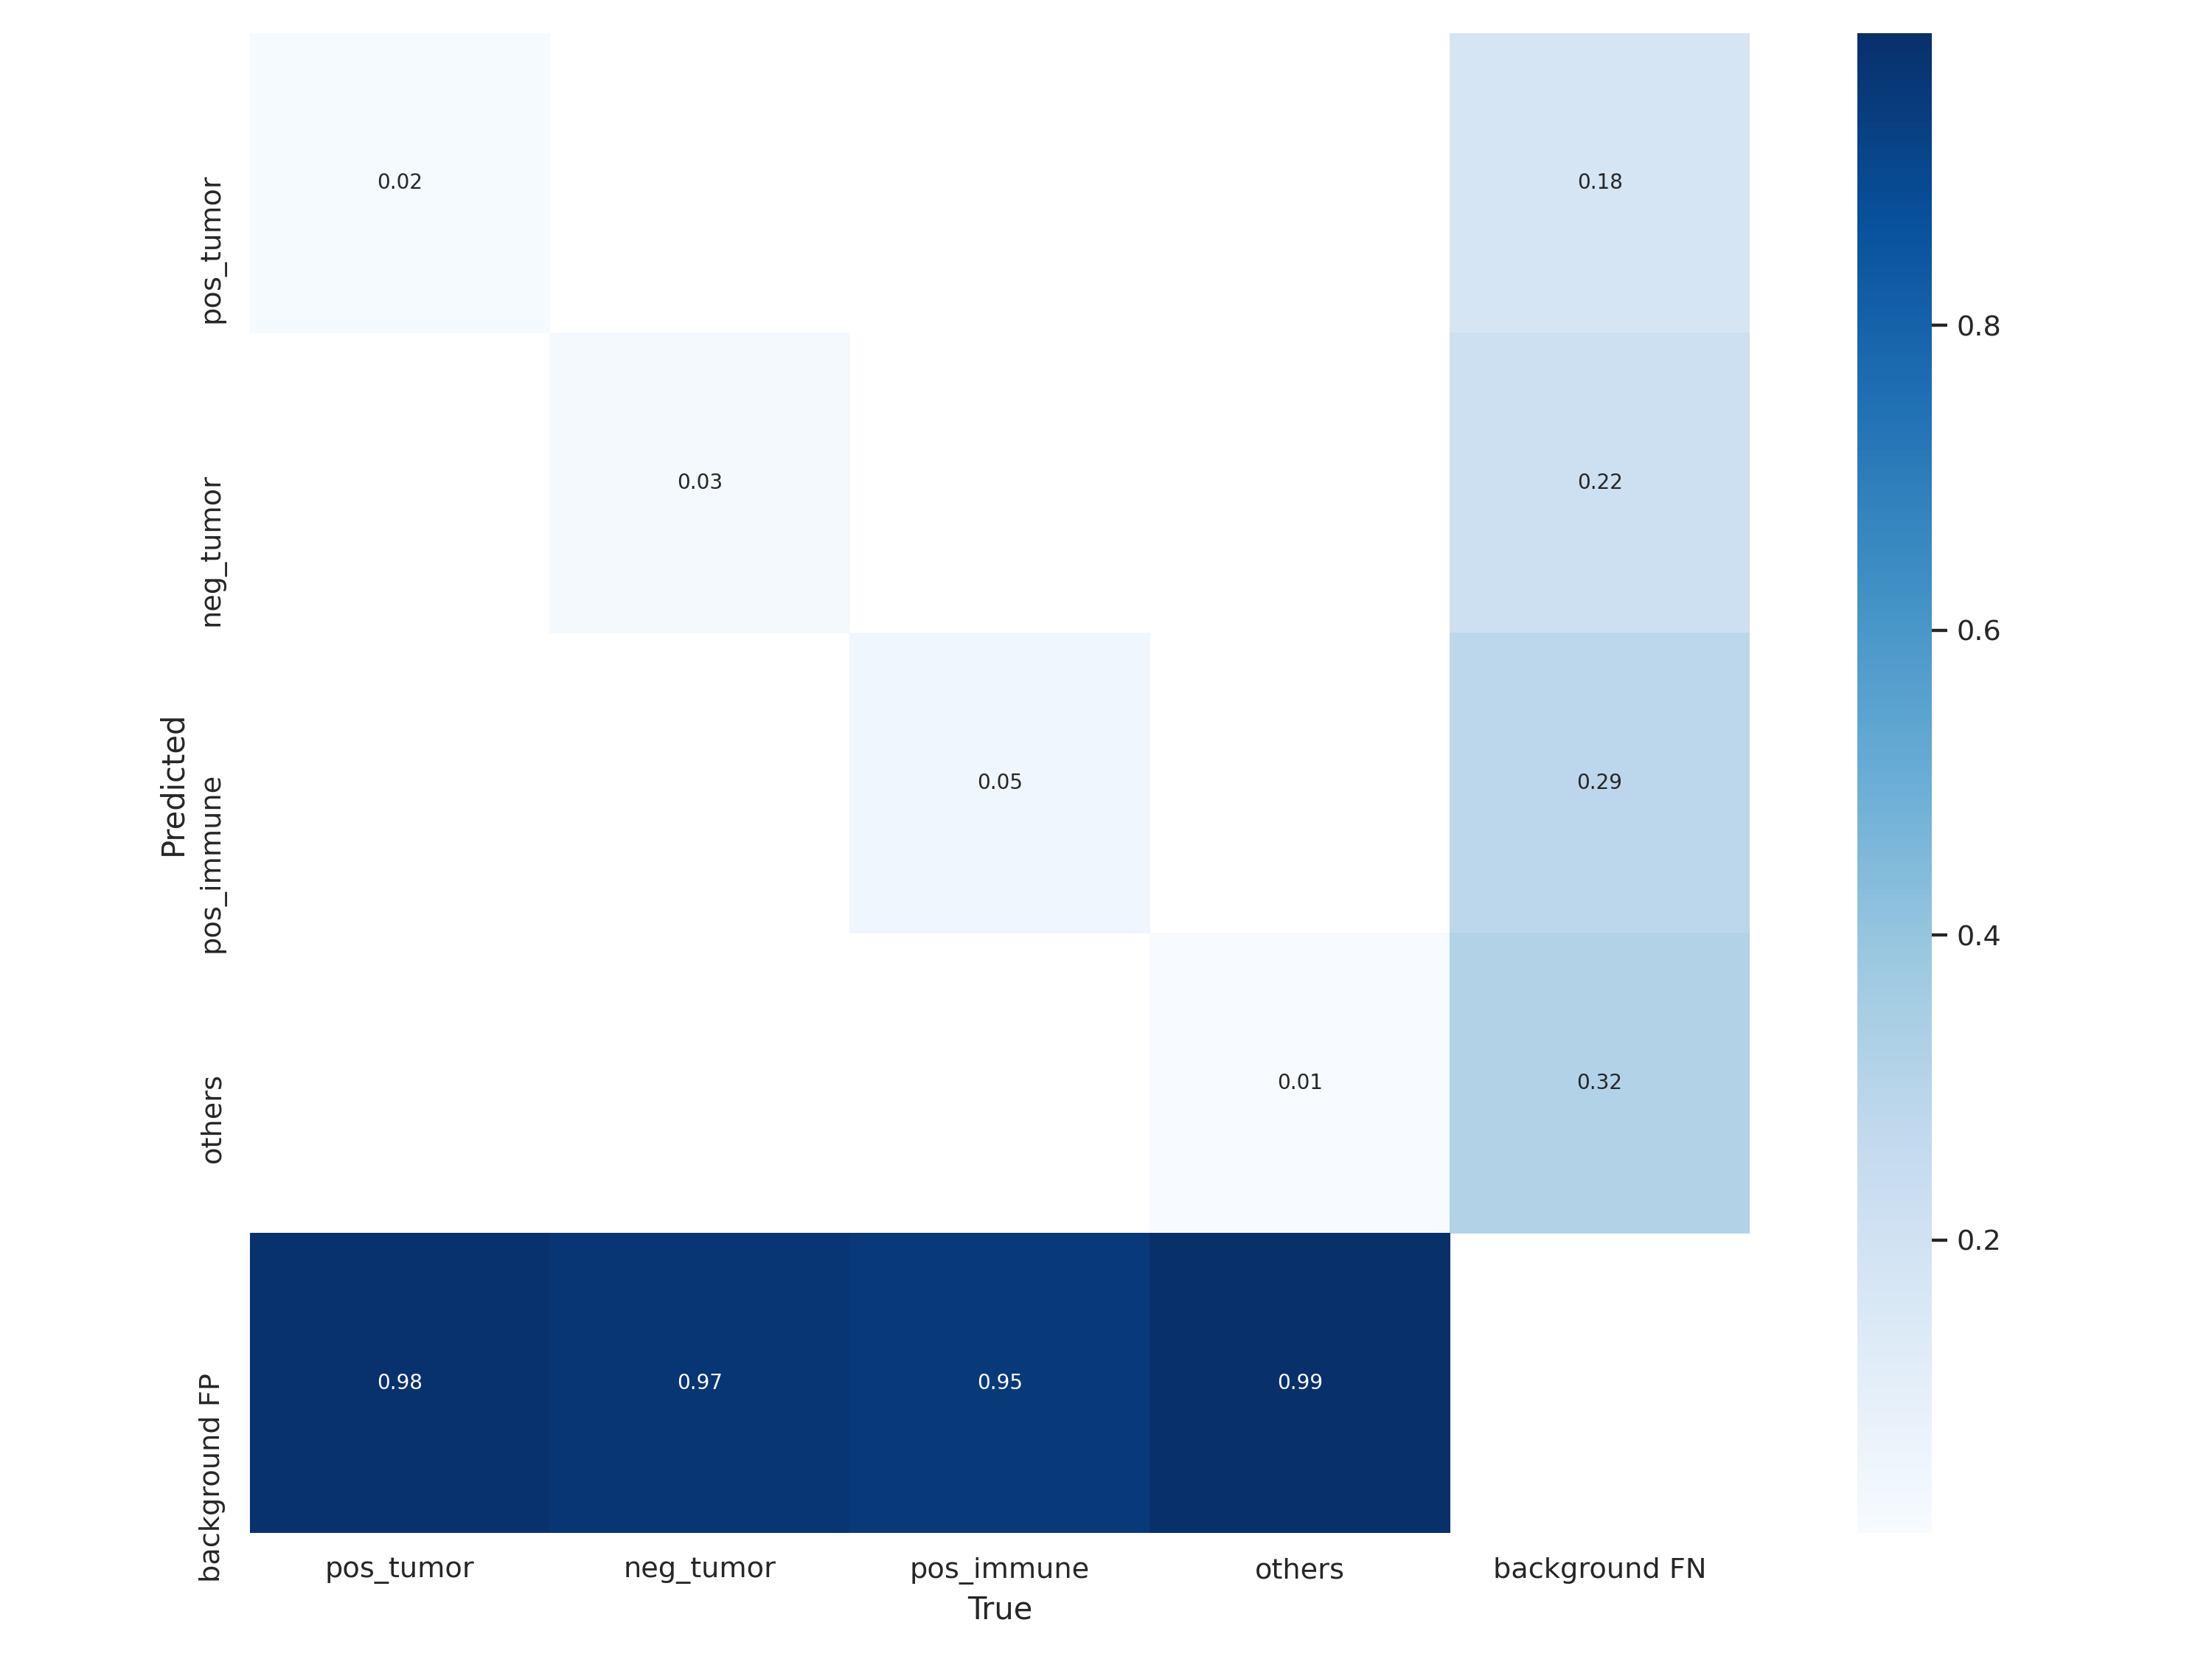 Predicted
pos_tumor
0.02
0.18
neg_tumor
0.03
0.22
pos_immune
0.05
0.29
others
0.01
0.32
background FP
0.98
0.97
0.95
0.99
pos_tumor
neg_tumor
pos_immune
others
background FN
True
0.8
0.6
0.4
0.2